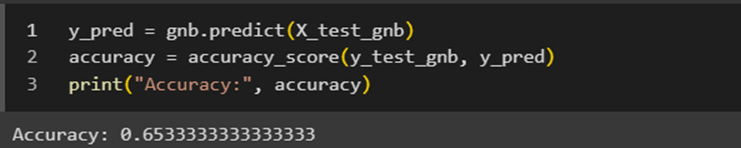 1 y_pred = gnb.predict(X_test_gnb)
2 accuracy = accuracy_score(y_test_gnb, y_pred)
3 print("Accuracy:", accuracy)
Accuracy: 0.6533333333333333